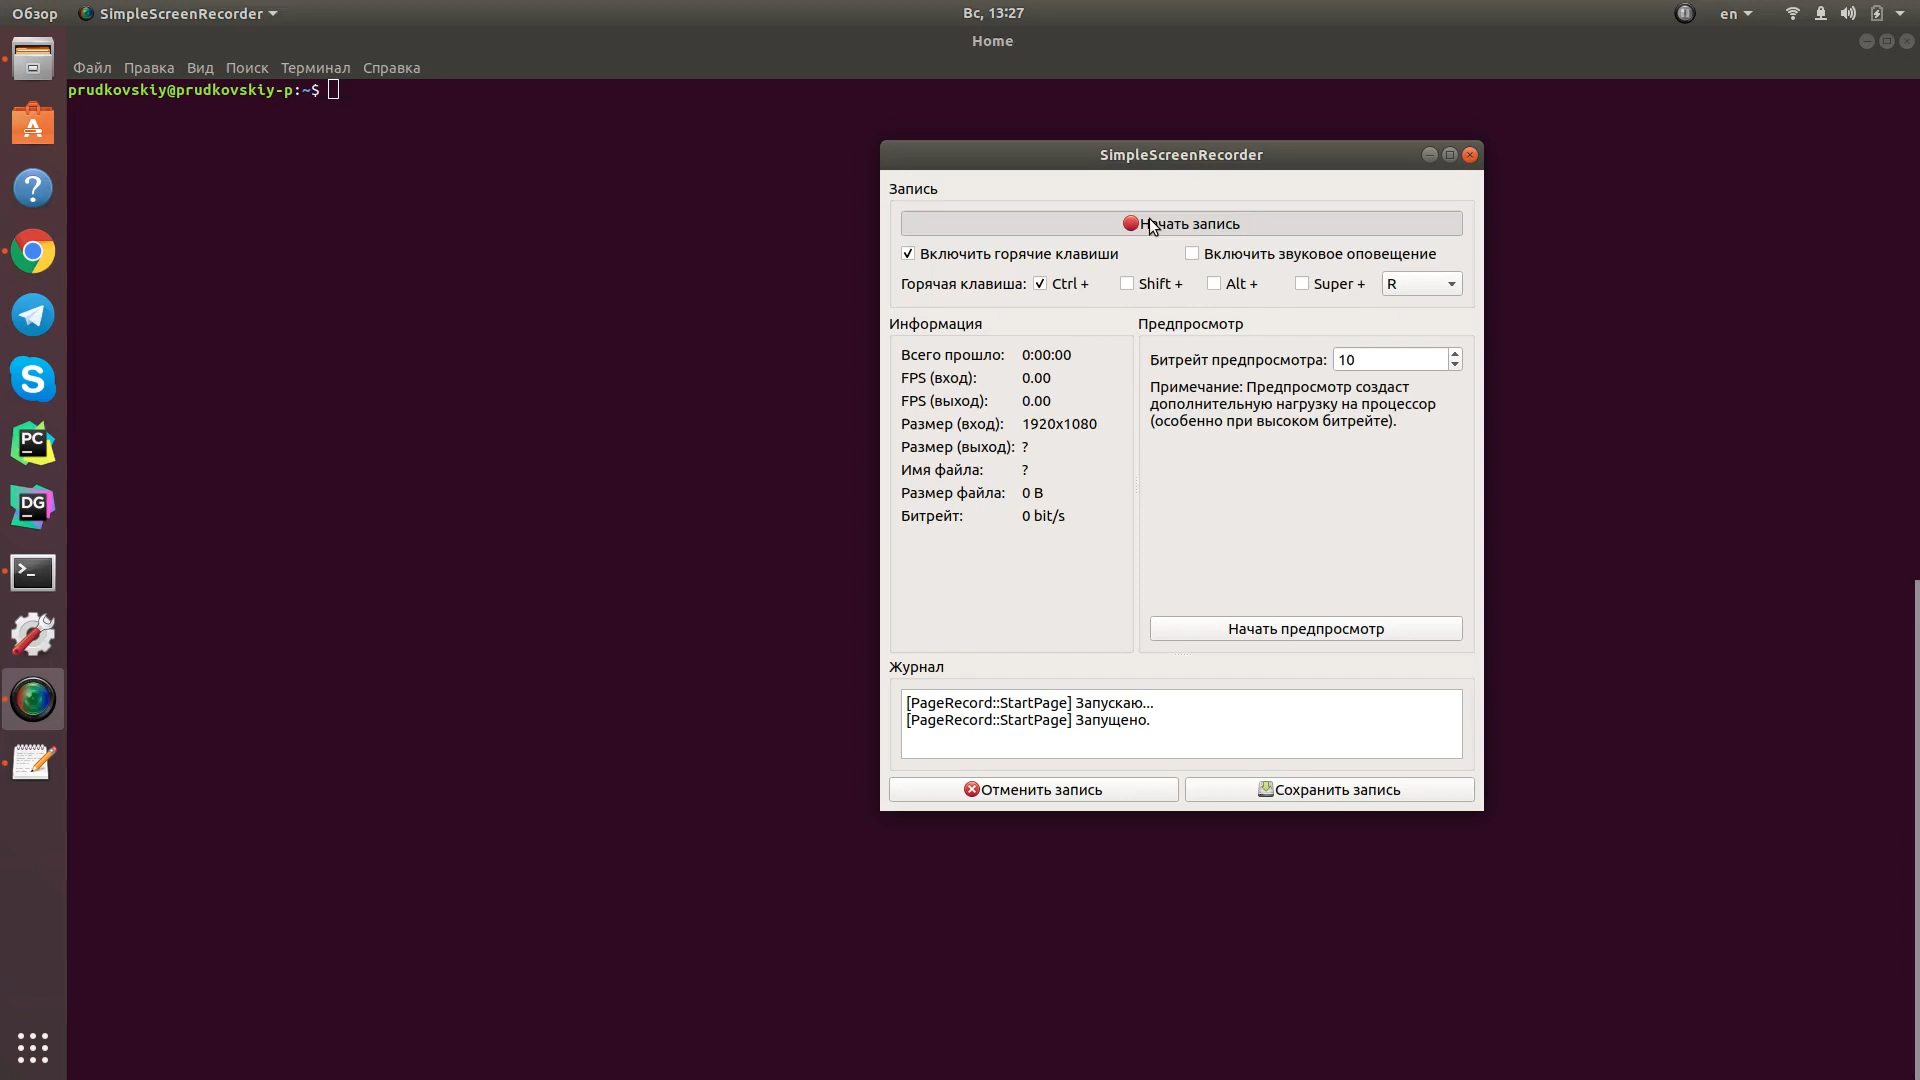 Обзор SimpleScreenRecorder Вс, 13:27 en
Home
Файл Правка Вид Поиск Терминал Справка
prudkovskiy@prudkovskiy-p:~$
SimpleScreenRecorder
Запись
Начать запись
Включить горячие клавиши Включить звуковое оповещение
Горячая клавиша: Ctrl + Shift + Alt + Super + R
Информация
Всего прошло: 0:00:00
FPS (вход): 0.00
FPS (выход): 0.00
Размер (вход): 1920x1080
Размер (выход): ?
Имя файла: ?
Размер файла: 0 B
Битрейт: 0 bit/s
Предпросмотр
Битрейт предпросмотра: 10
Примечание: Предпросмотр создаст
дополнительную нагрузку на процессор
(особенно при высоком битрейте).
Начать предпросмотр
Журнал
[PageRecord::StartPage] Запускаю...
[PageRecord::StartPage] Запущено.
Отменить запись Сохранить запись
A
?
S
PC
DG
>_